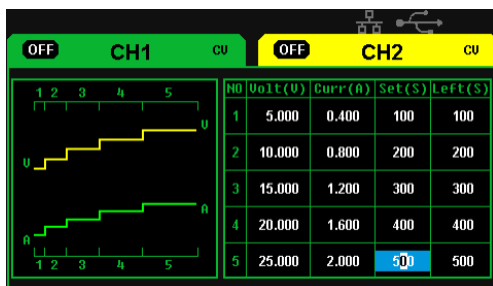 OFF CH1 CV OFF CH2 CV
1 2 3 4 5
V
V
A
A
1 2 3 4 5
NO Volt(V) Curr(A) Set(S) Left(S)
1 5.000 0.400 100 100
2 10.000 0.800 200 200
3 15.000 1.200 300 300
4 20.000 1.600 400 400
5 25.000 2.000 500 500